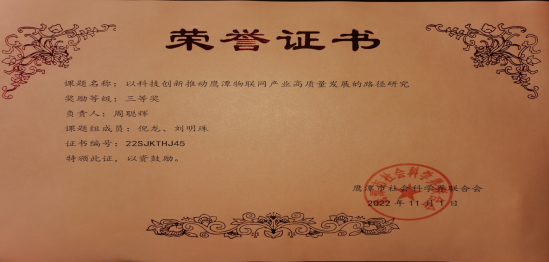 荣誉证书
课题名称：以科技创新推动鹰潭物联网产业高质量发展的路径研究
奖励等级：三等奖
负责人：周聪辉
课题组成员：倪龙、刘明珠
证书编号：22SJKTHJ45
特颁此证，以资鼓励。
鹰潭市社会科学界联合会
2022年11月1日